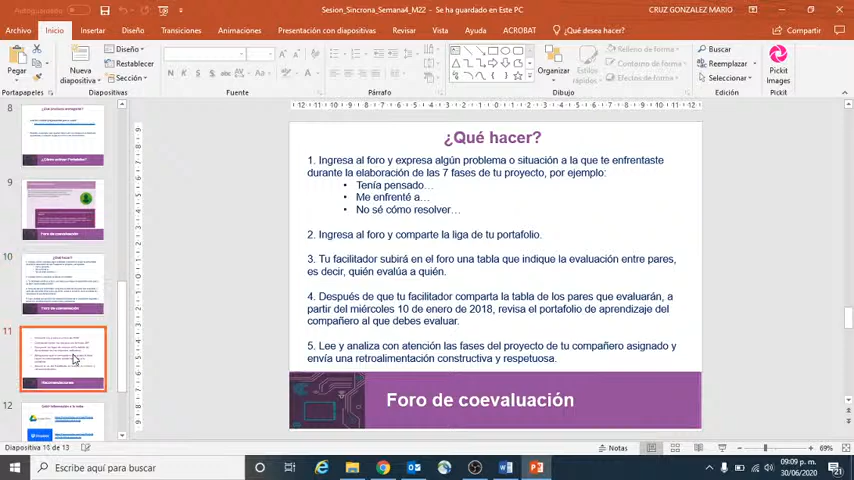 Autoguardado
Sesion_Sincrona_Semana4_M22 - Se ha guardado en Este PC
CRUZ GONZALEZ MARIO
Archivo Inicio Insertar Diseño Transiciones Animaciones Presentación con diapositivas Revisar Vista Ayuda ACROBAT ¿Qué desea hacer? Compartir
Pegar
Nueva diapositiva
Diseño
Restablecer
Sección
N K S abc AV Aa A
Organizar
Estilos rápidos
Relleno de forma
Contorno de forma
Efectos de forma
Buscar
Reemplazar
Seleccionar
Pickit Images
Portapapeles Diapositivas Fuente Párrafo Dibujo Edición Pickit
8
9
Foro de coevaluación
10
¿Qué hacer?
Foro de coevaluación
11
Recomendaciones
12
¿Qué hacer?
1. Ingresa al foro y expresa algún problema o situación a la que te enfrentaste
durante la elaboración de las 7 fases de tu proyecto, por ejemplo:
• Tenía pensado…
• Me enfrenté a…
• No sé cómo resolver…
2. Ingresa al foro y comparte la liga de tu portafolio.
3. Tu facilitador subirá en el foro una tabla que indique la evaluación entre pares,
es decir, quién evalúa a quién.
4. Después de que tu facilitador comparta la tabla de los pares que evaluarán, a
partir del miércoles 10 de enero de 2018, revisa el portafolio de aprendizaje del
compañero al que debes evaluar.
5. Lee y analiza con atención las fases del proyecto de tu compañero asignado y
envía una retroalimentación constructiva y respetuosa.
Foro de coevaluación
Notas
69%
Escribe aquí para buscar
09:09 p. m.
30/06/2020
21